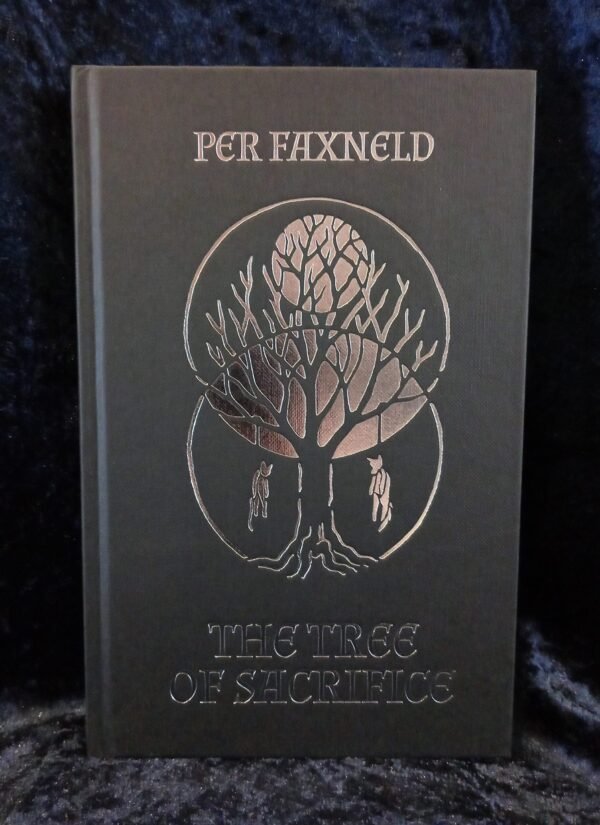 PER FAXNELD
THE TREE
OF SACRIFICE